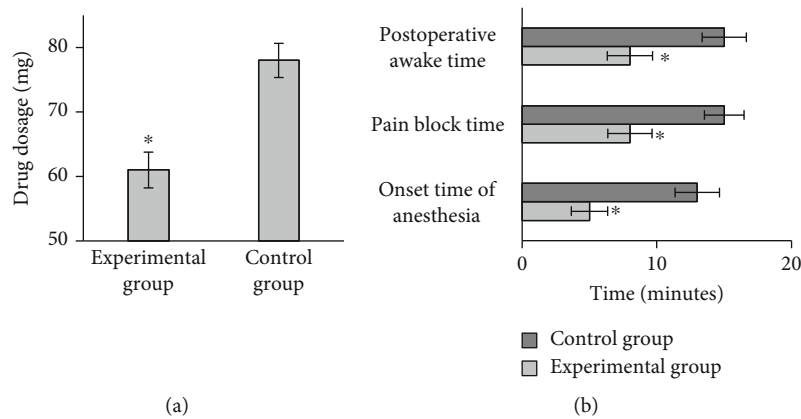 Drug dosage (mg)
80
70
60
50
*
Experimental
group
Control
group
(a)
Postoperative
awake time
Pain block time
Onset time of
anesthesia
*
*
*
0
10
20
Time (minutes)
Control group
Experimental group
(b)